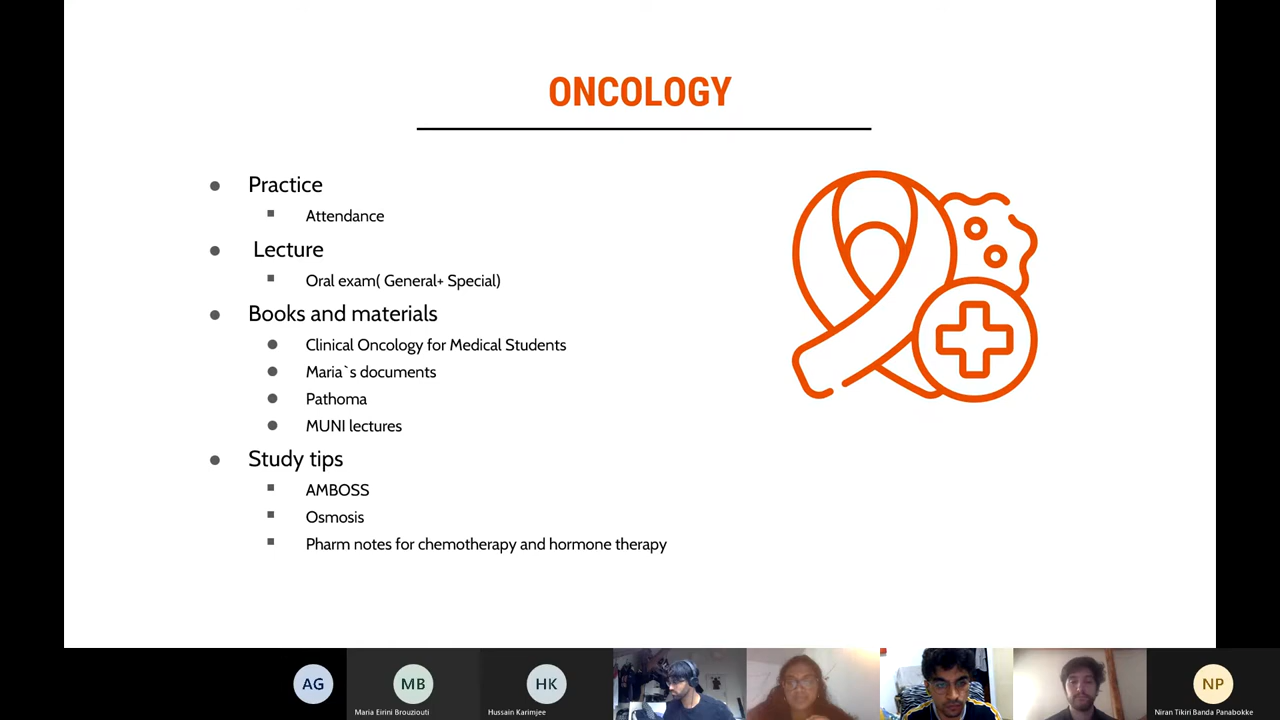 ONCOLOGY
Practice
Attendance
Lecture
Oral exam( General+ Special)
Books and materials
Clinical Oncology for Medical Students
Maria`s documents
Pathoma
MUNI lectures
Study tips
AMBOSS
Osmosis
Pharm notes for chemotherapy and hormone therapy
AG
MB
HK
NP
Maria Eirini Brouziouti
Hussain Karimjee
Niran Tikiri Banda Panabokke